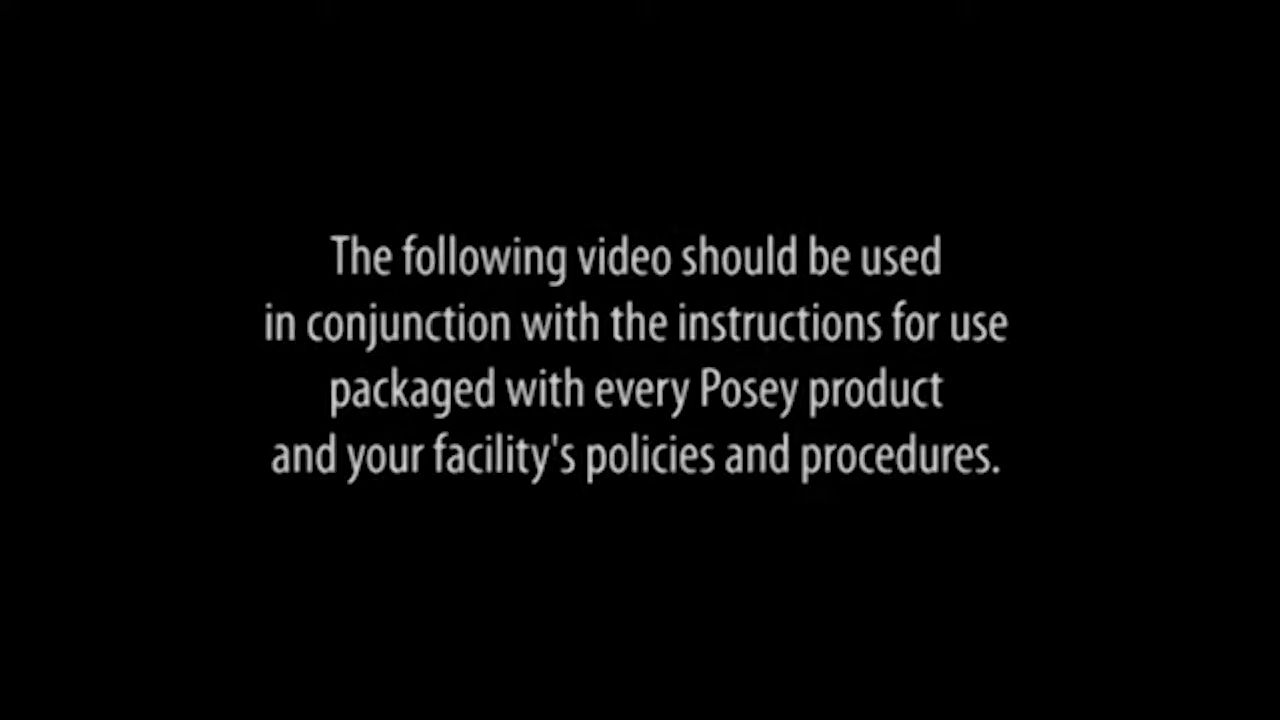 The following video should be used
in conjunction with the instructions for use
packaged with every Posey product
and your facility's policies and procedures.